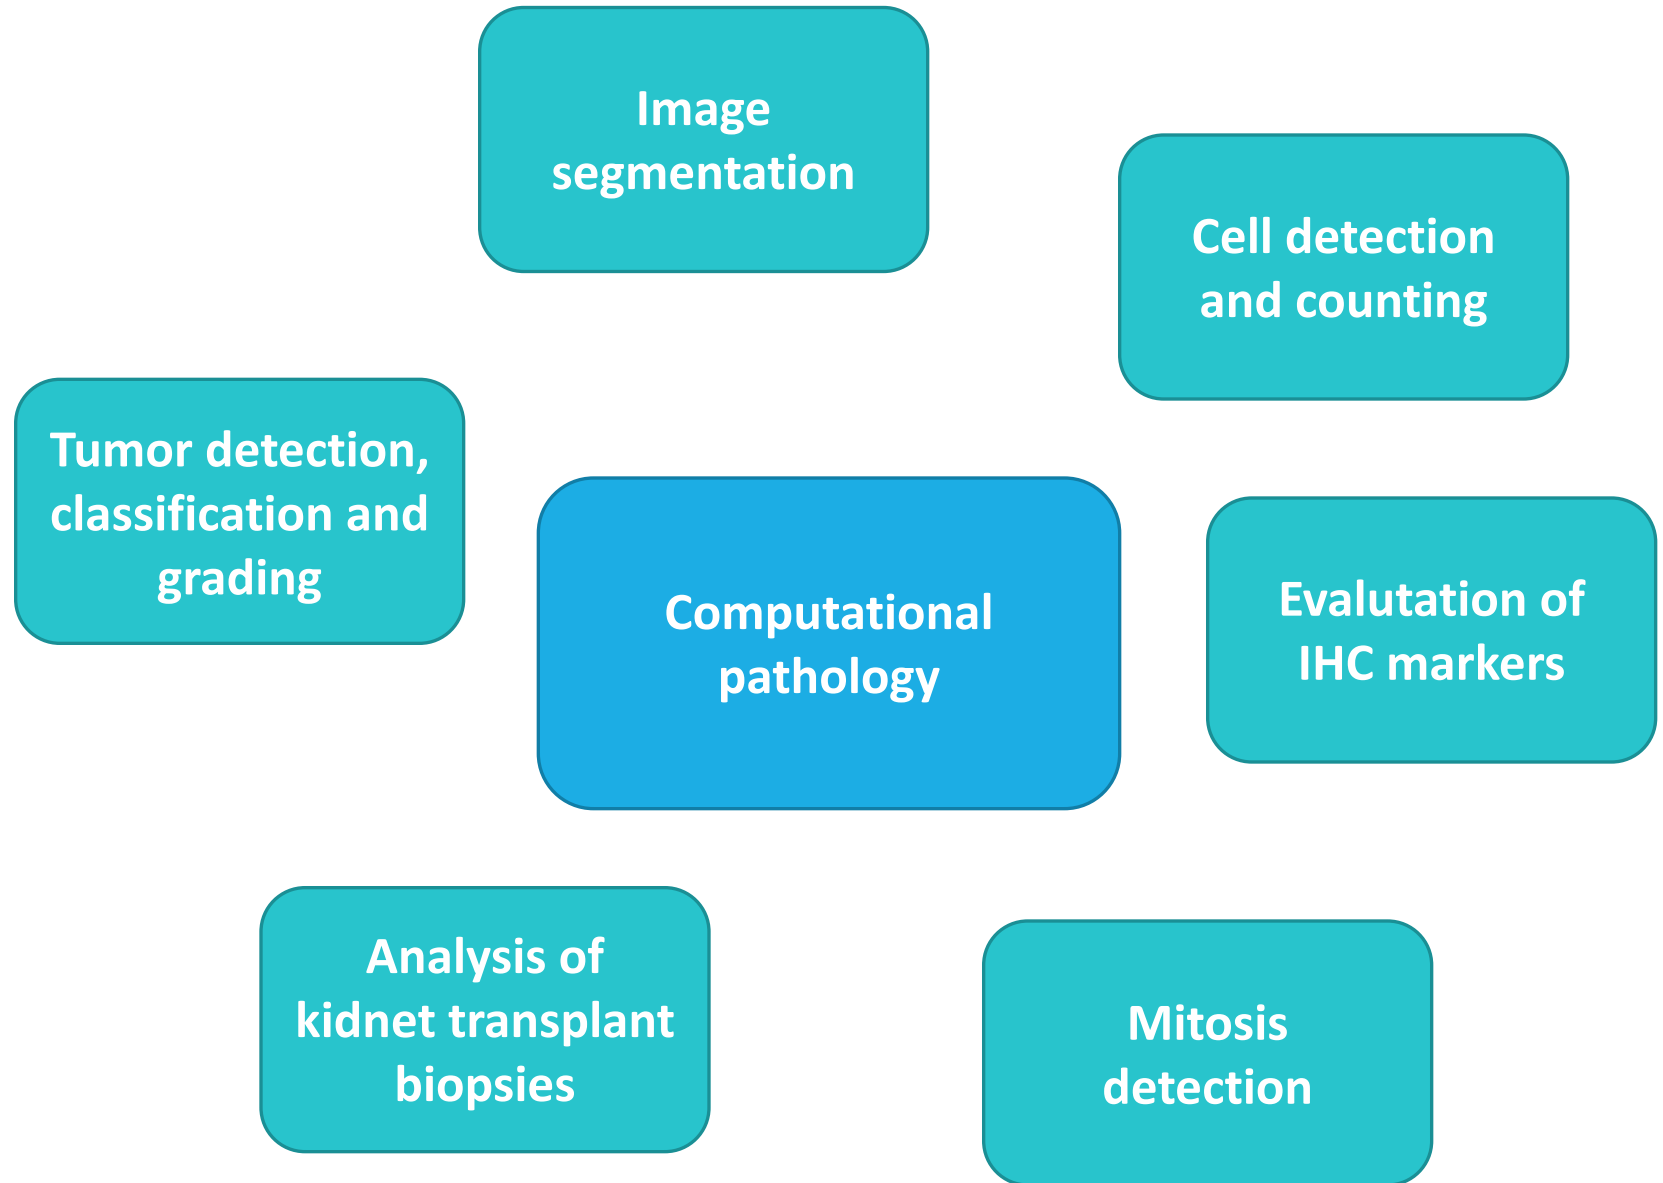 Image
segmentation
Cell detection
and counting
Tumor detection,
classification and
grading
Computational
pathology
Evalutation of
IHC markers
Analysis of
kidnet transplant
biopsies
Mitosis
detection